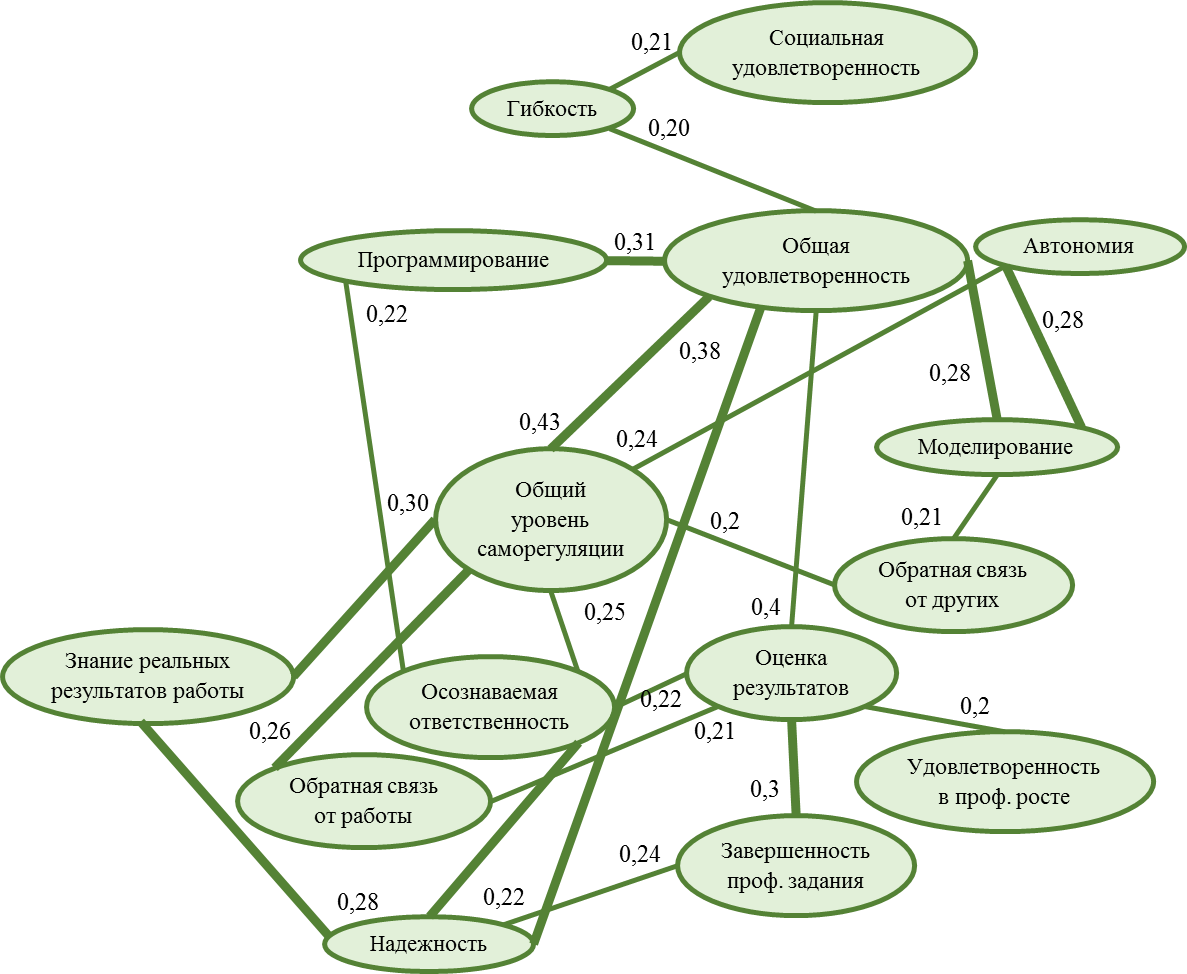 0,21
Социальная
удовлетворенность
Гибкость
0,20
Программирование
0,31
Общая
удовлетворенность
Автономия
0,22
0,38
0,28
0,28
0,43
0,24
Моделирование
0,30
Общий
уровень
саморегуляции
0,2
0,21
Обратная связь
от других
0,25
0,4
Знание реальных
результатов работы
Осознаваемая
ответственность
0,22
Оценка
результатов
0,26
0,21
0,2
Обратная связь
от работы
0,3
Удовлетворенность
в проф. росте
0,24
Завершенность
проф. задания
0,28
0,22
Надежность